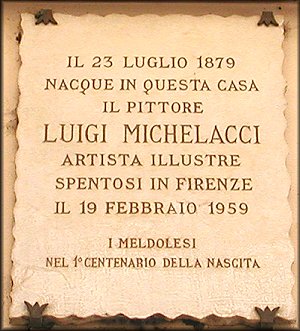 IL 23 LUGLIO 1879
NACQUE IN QUESTA CASA
IL PITTORE
LUIGI MICHELACCI
ARTISTA ILLUSTRE
SPENTOSI IN FIRENZE
IL 19 FEBBRAIO 1959
I MELDOLESI
NEL 1º CENTENARIO DELLA NASCITA